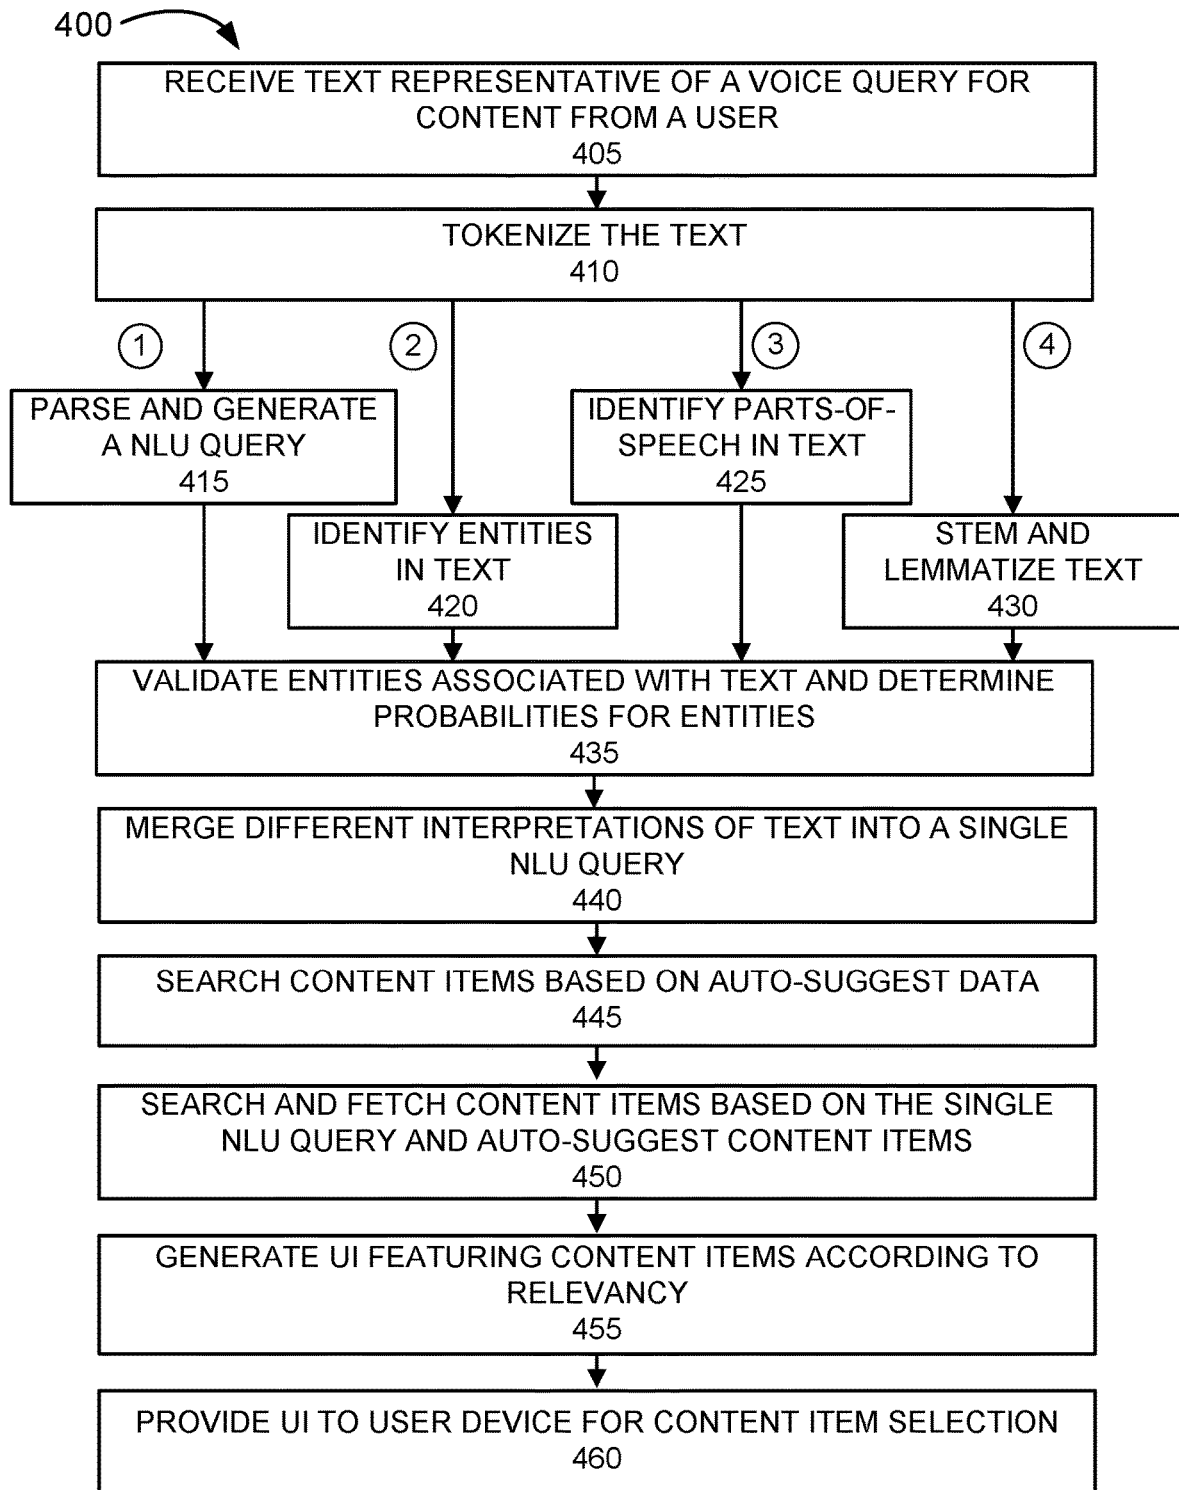 400
RECEIVE TEXT REPRESENTATIVE OF A VOICE QUERY FOR
CONTENT FROM A USER
405
TOKENIZE THE TEXT
410
1
2
3
4
PARSE AND GENERATE
A NLU QUERY
415
IDENTIFY PARTS-OF-
SPEECH IN TEXT
425
IDENTIFY ENTITIES
IN TEXT
420
STEM AND
LEMMATIZE TEXT
430
VALIDATE ENTITIES ASSOCIATED WITH TEXT AND DETERMINE
PROBABILITIES FOR ENTITIES
435
MERGE DIFFERENT INTERPRETATIONS OF TEXT INTO A SINGLE
NLU QUERY
440
SEARCH CONTENT ITEMS BASED ON AUTO-SUGGEST DATA
445
SEARCH AND FETCH CONTENT ITEMS BASED ON THE SINGLE
NLU QUERY AND AUTO-SUGGEST CONTENT ITEMS
450
GENERATE UI FEATURING CONTENT ITEMS ACCORDING TO
RELEVANCY
455
PROVIDE UI TO USER DEVICE FOR CONTENT ITEM SELECTION
460